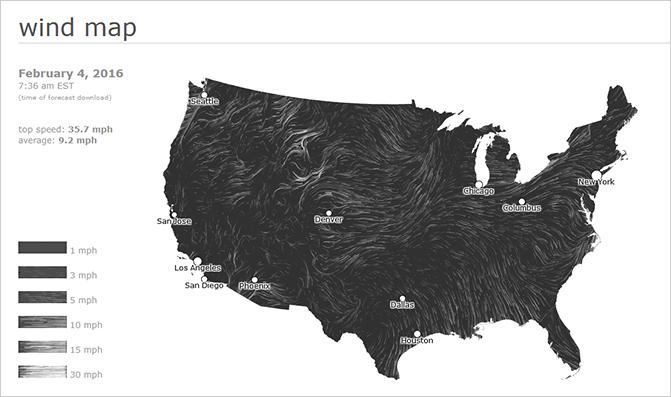 wind map
February 4, 2016
7:36 am EST
(time of forecast download)
top speed: 35.7 mph
average: 9.2 mph
1 mph
3 mph
5 mph
10 mph
15 mph
30 mph
Seattle
Chicago
New York
Columbus
San Jose
Denver
Los Angeles
San Diego
Phoenix
Dallas
Houston